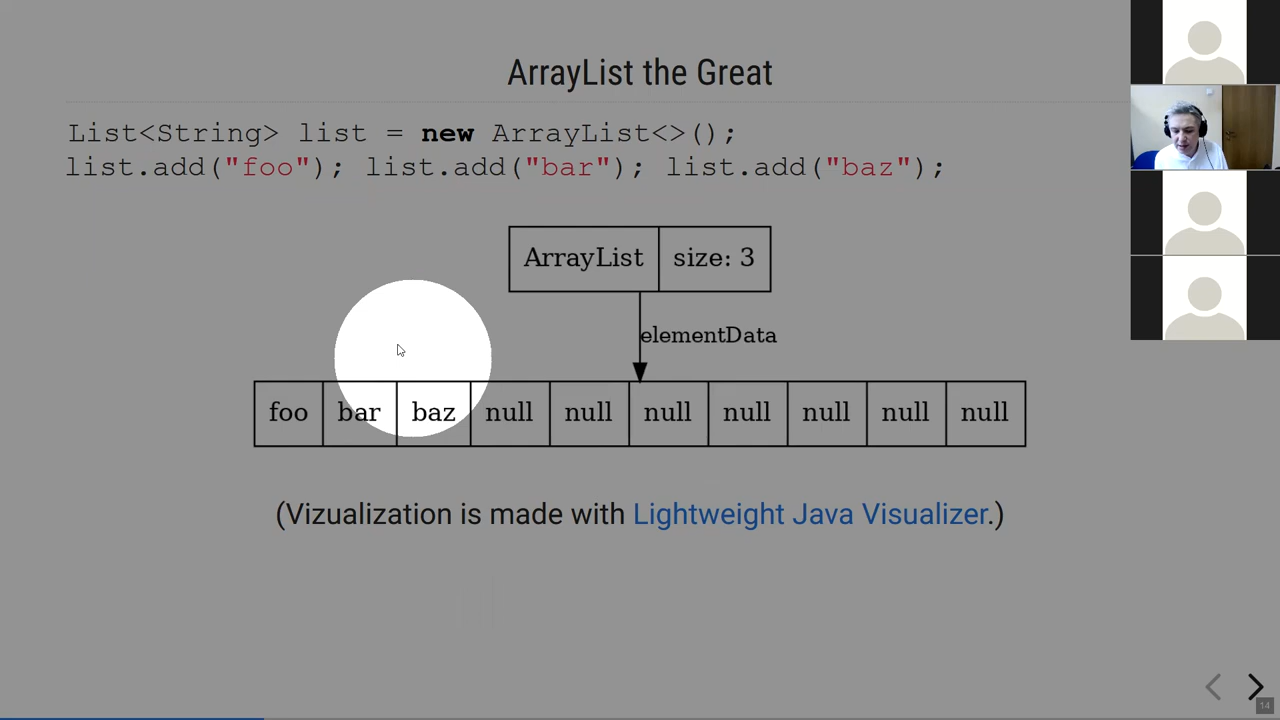 ArrayList the Great
List<String> list = new ArrayList<>();
list.add("foo"); list.add("bar"); list.add("baz");
ArrayList size: 3
elementData
foo bar baz null null null null null null null
(Vizualization is made with Lightweight Java Visualizer.)
14